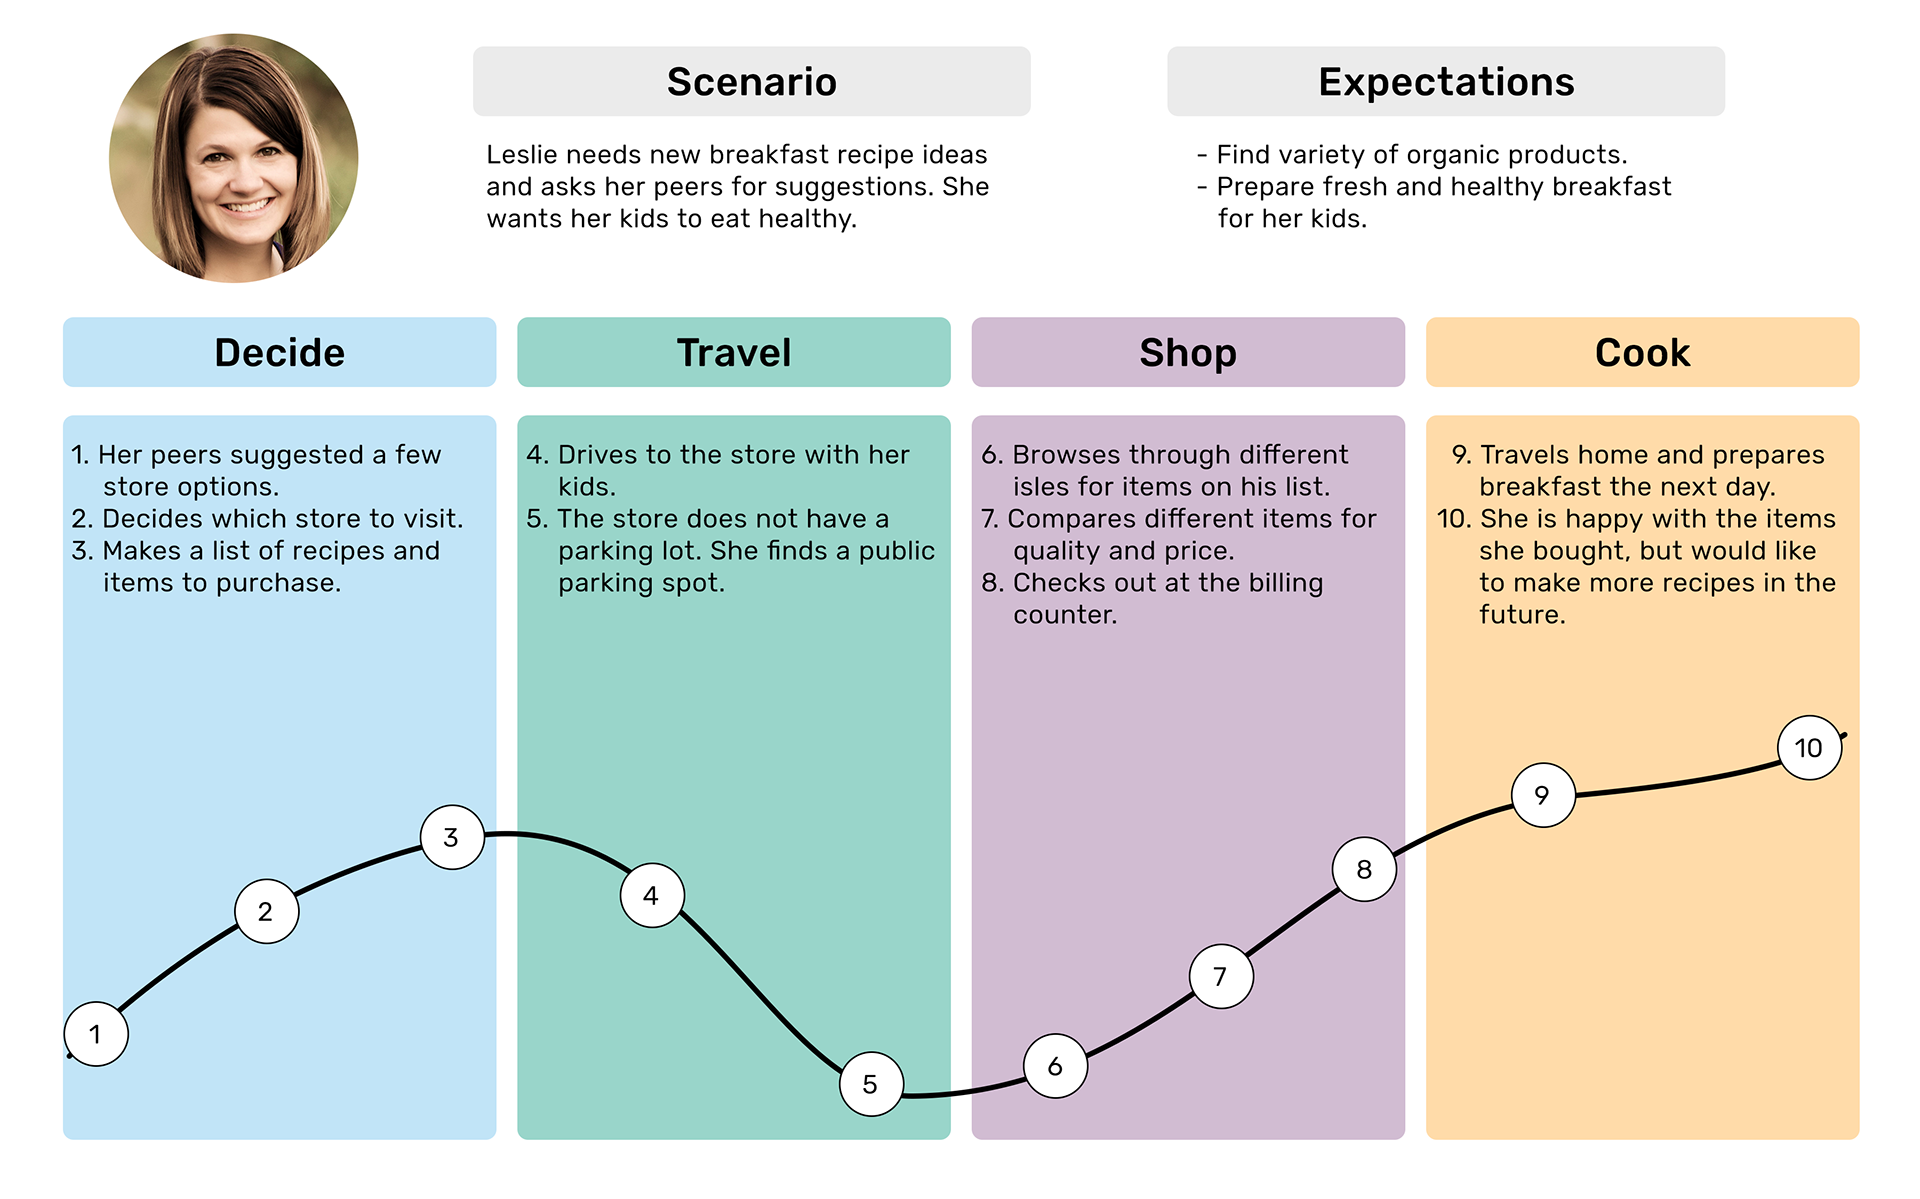 Scenario
Leslie needs new breakfast recipe ideas
and asks her peers for suggestions. She
wants her kids to eat healthy.
Expectations
- Find variety of organic products.
- Prepare fresh and healthy breakfast
for her kids.
Decide
1. Her peers suggested a few
store options.
2. Decides which store to visit.
3. Makes a list of recipes and
items to purchase.
Travel
4. Drives to the store with her
kids.
5. The store does not have a
parking lot. She finds a public
parking spot.
Shop
6. Browses through different
isles for items on his list.
7. Compares different items for
quality and price.
8. Checks out at the billing
counter.
Cook
9. Travels home and prepares
breakfast the next day.
10. She is happy with the items
she bought, but would like
to make more recipes in the
future.
1
2
3
4
5
6
7
8
9
10